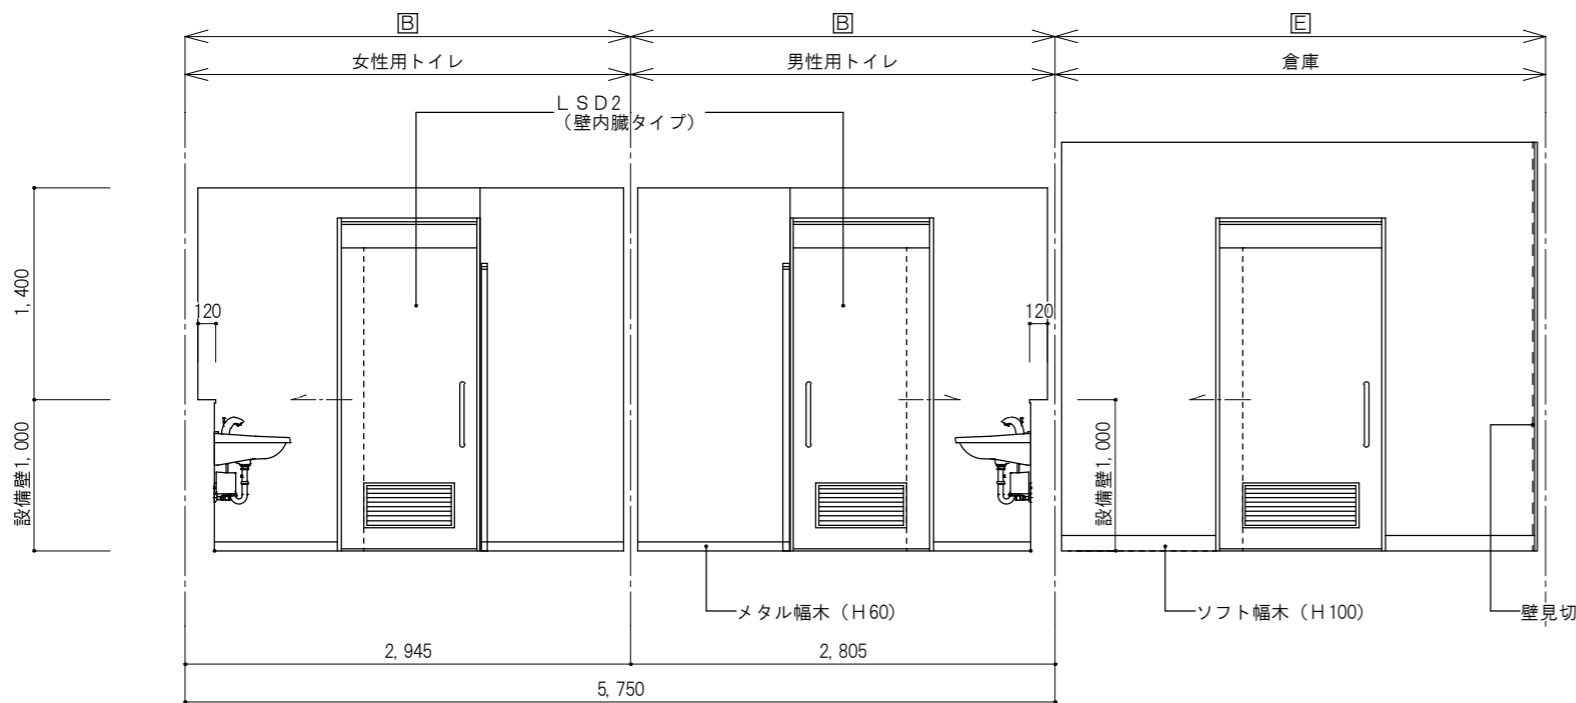 B
B
E
女性用トイレ
男性用トイレ
倉庫
LSD2
(壁内臓タイプ)
1,400
120
120
設備壁1,000
設備壁1,000
メタル幅木(H60)
ソフト幅木(H100)
壁見切
2,945
2,805
5,750